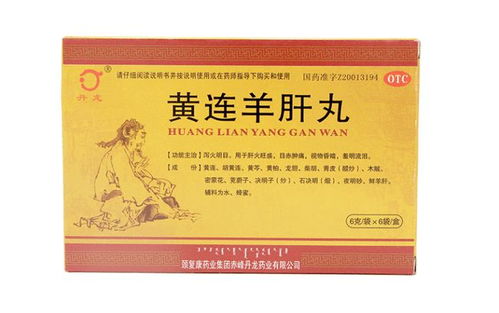 请仔细阅读说明书并按说明使用或在药师指导下购买和使用
国药准字Z20013194
OTC
丹龙
®
黄连羊肝丸
HUANG LIAN YANG GAN WAN
【功能主治】泻火明目。用于肝火旺盛，目赤肿痛，视物昏暗，羞明流泪。
【成 份】黄连、胡黄连、黄芩、黄柏、龙胆、柴胡、青皮（醋炒）、木贼、
密蒙花、茺蔚子、决明子（炒）、石决明（煅）、夜明砂、鲜羊肝。
辅料为水、蜂蜜。
6克/袋×6袋/盒
颐复康药业集团赤峰丹龙药业有限公司